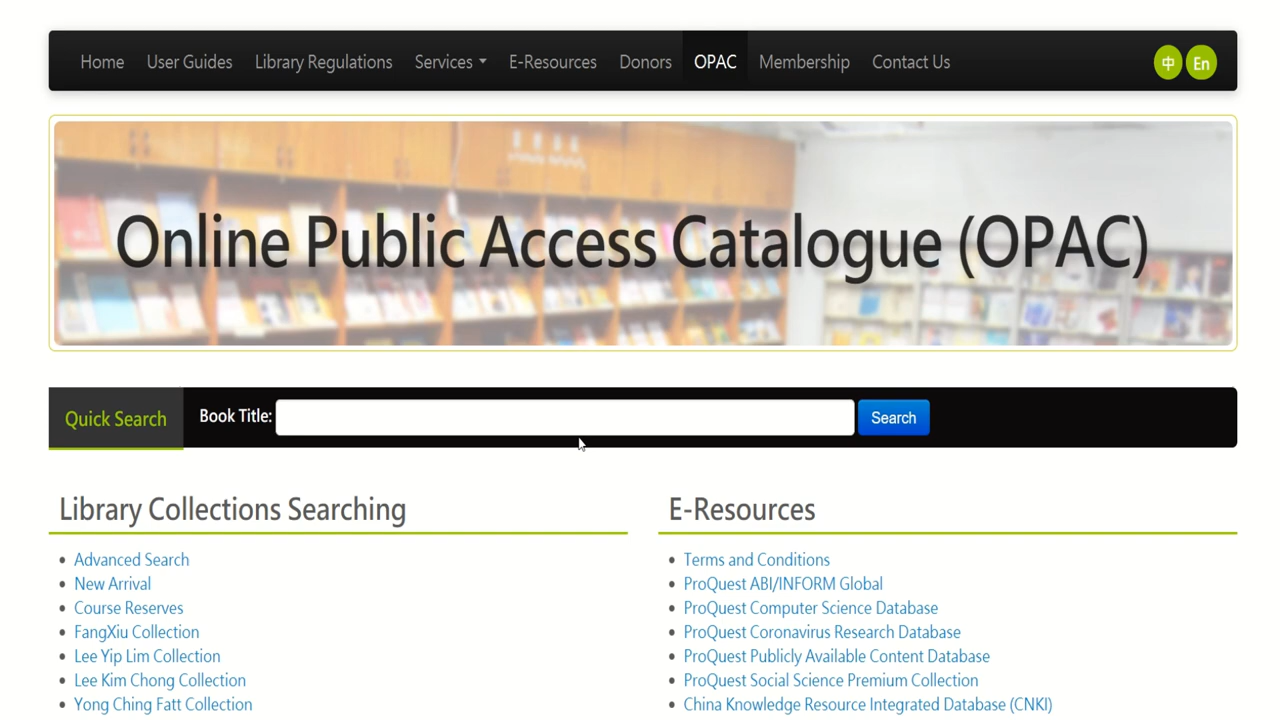 Home User Guides Library Regulations Services E-Resources Donors OPAC Membership Contact Us 中 En
Online Public Access Catalogue (OPAC)
Quick Search Book Title: Search
Library Collections Searching
Advanced Search
New Arrival
Course Reserves
FangXiu Collection
Lee Yip Lim Collection
Lee Kim Chong Collection
Yong Ching Fatt Collection
E-Resources
Terms and Conditions
ProQuest ABI/INFORM Global
ProQuest Computer Science Database
ProQuest Coronavirus Research Database
ProQuest Publicly Available Content Database
ProQuest Social Science Premium Collection
China Knowledge Resource Integrated Database (CNKI)